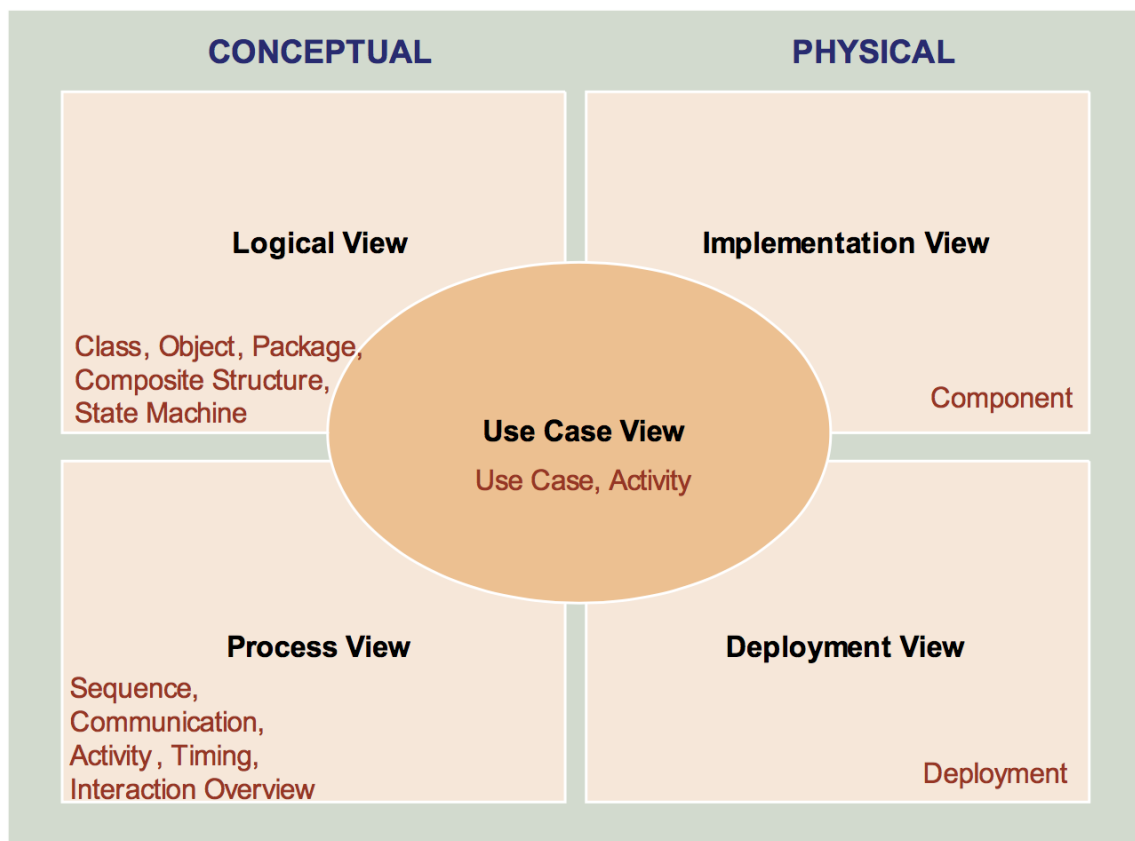 CONCEPTUAL
PHYSICAL
Logical View
Class, Object, Package,
Composite Structure,
State Machine
Implementation View
Component
Use Case View
Use Case, Activity
Process View
Sequence,
Communication,
Activity , Timing,
Interaction Overview
Deployment View
Deployment